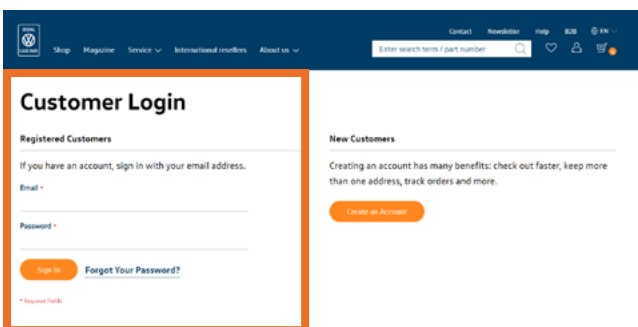 Contact Newsletter Help B2B EN
Shop Magazine Service International resellers About us
Enter search term / part number
Customer Login
Registered Customers
If you have an account, sign in with your email address.
Email *
Password *
Sign In Forgot Your Password?
* Required Fields
New Customers
Creating an account has many benefits: check out faster, keep more
than one address, track orders and more.
Create an Account